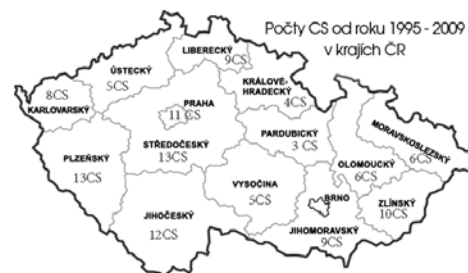 Počty CS od roku 1995 - 2009
v krajích ČR
LIBERECKÝ
9CS
ÚSTECKÝ
5CS
KRÁLOVÉ-
HRADECKÝ
4CS
8CS
KARLOVARSKÝ
PRAHA
11 CS
STŘEDOČESKÝ
13CS
PARDUBICKÝ
3 CS
MORAVSKOSLEZSKÝ
6CS
PLZEŇSKÝ
13CS
OLOMOUCKÝ
6CS
VYSOČINA
5CS
BRNO
ZLÍNSKÝ
10CS
JIHOČESKÝ
12CS
JIHOMORAVSKÝ
9CS